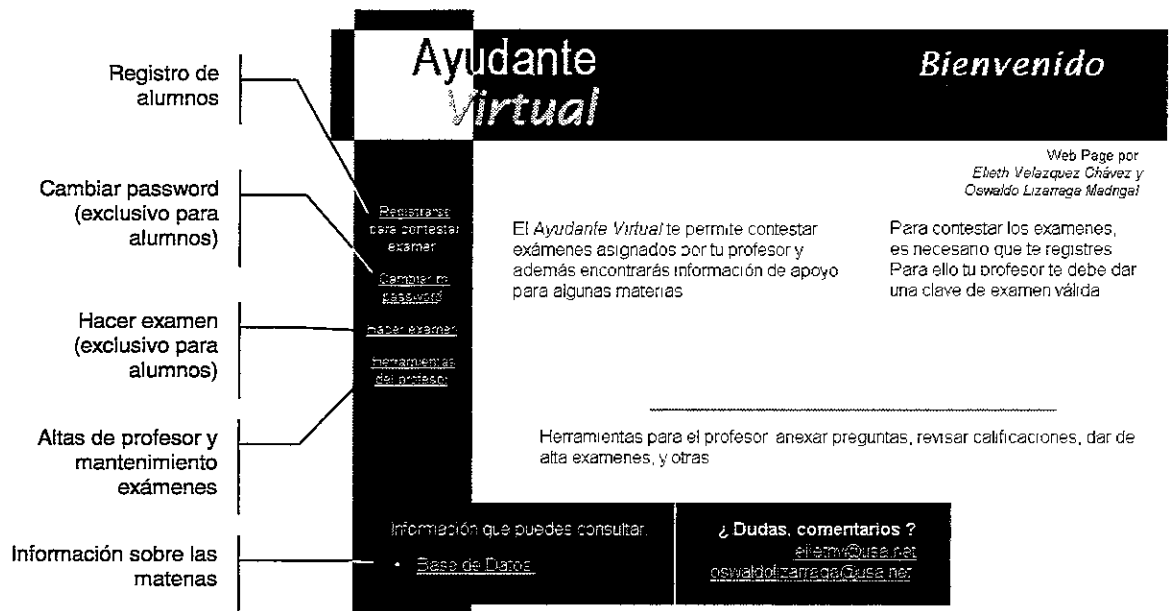 Registro de
alumnos
Cambiar password
(exclusivo para
alumnos)
Hacer examen
(exclusivo para
alumnos)
Altas de profesor y
mantenimiento
exámenes
Información sobre las
materias
Ayudante
Virtual
Bienvenido
Web Page por
Elieth Velazquez Chávez y
Oswaldo Lizarraga Madrigal
Registrarse
para contestar
examen
Cambiar mi
password
Hacer examen
Herramientas
del profesor
El Ayudante Virtual te permite contestar
exámenes asignados por tu profesor y
además encontrarás información de apoyo
para algunas materias
Para contestar los examenes,
es necesario que te registres
Para ello tu profesor te debe dar
una clave de examen válida
Herramientas para el profesor anexar preguntas, revisar calificaciones, dar de
alta examenes, y otras
Información que puedes consultar.
• Base de Datos
¿ Dudas, comentarios ?
oswaldolizarraga@usa.net